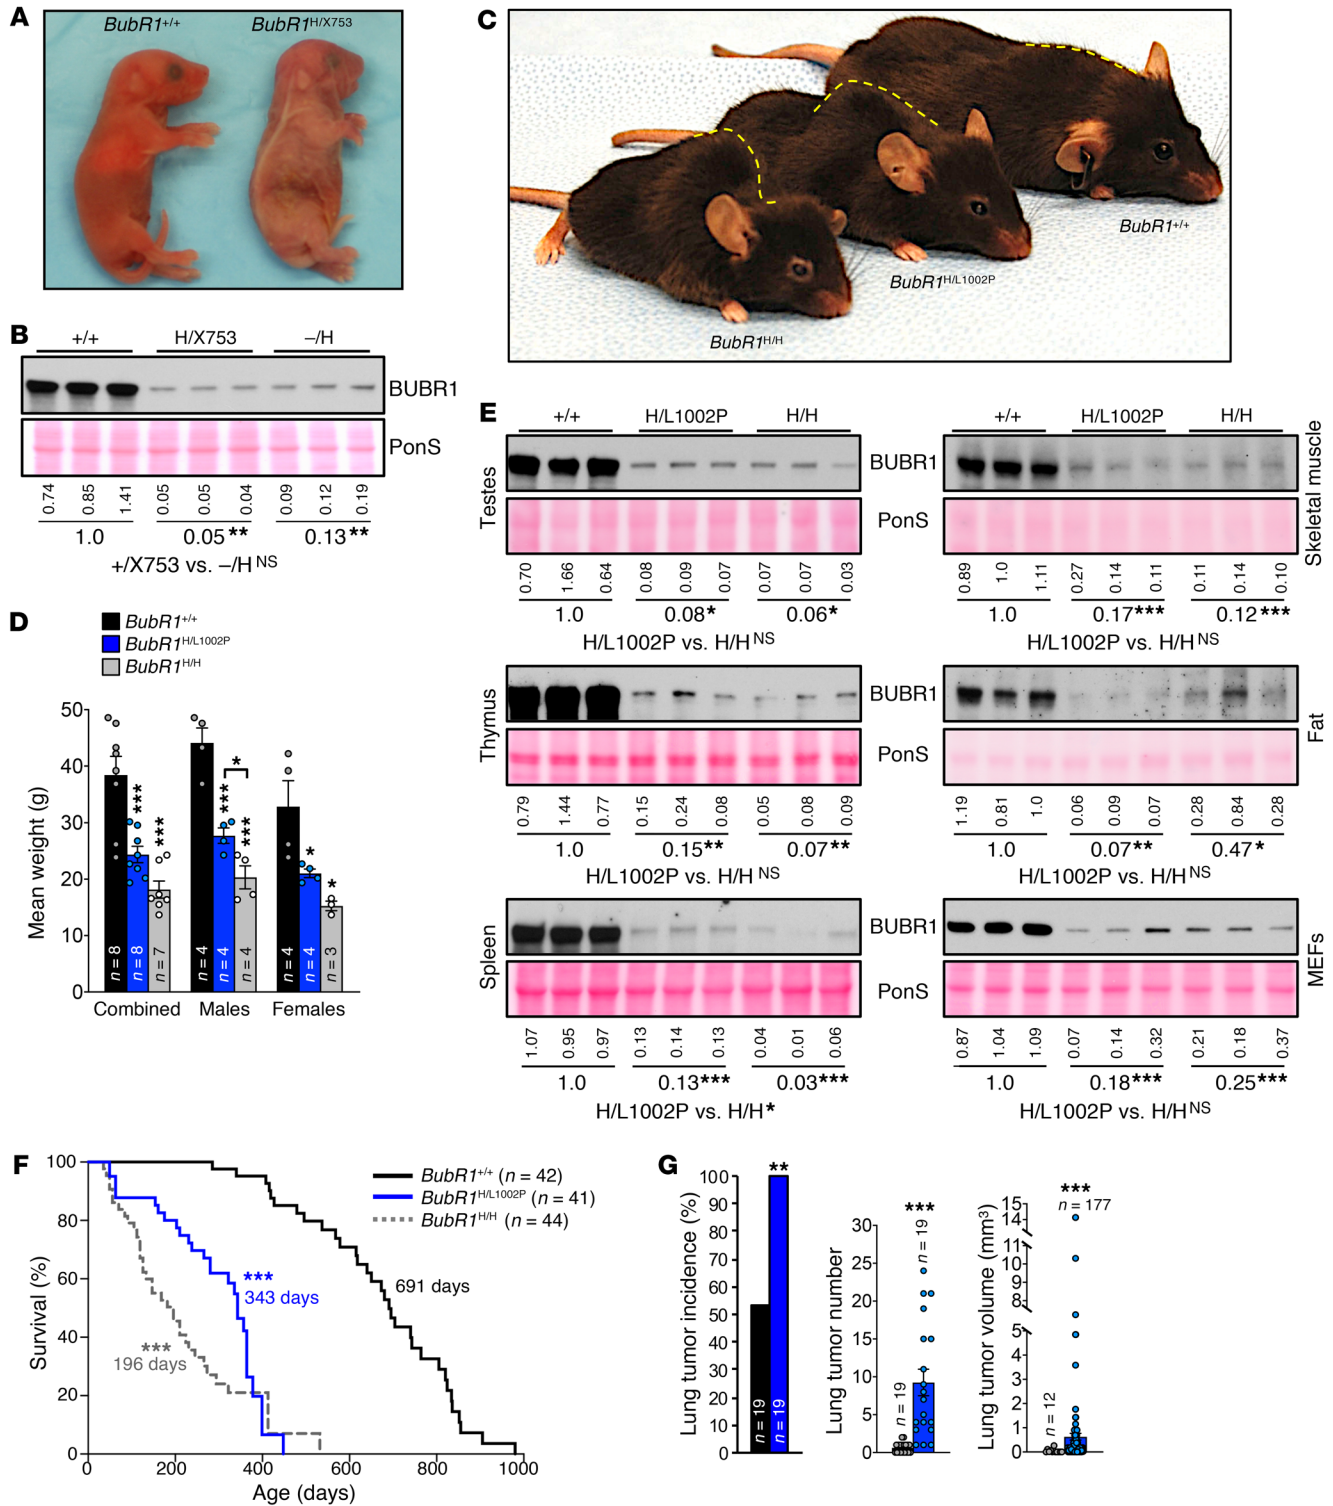 A
BubR1+/+
BubR1H/X753
B
+/+ H/X753 –/H
BUBR1
PonS
0.74 0.85 1.41 0.05 0.05 0.04 0.09 0.12 0.19
1.0 0.05** 0.13**
+/X753 vs. –/H NS
C
BubR1+/+
BubR1H/L1002P
BubR1H/H
D
BubR1+/+
BubR1H/L1002P
BubR1H/H
Mean weight (g)
50
40
30
20
10
0
*** *** *** * *** * *
n = 8 n = 8 n = 7 n = 4 n = 4 n = 4 n = 4 n = 4 n = 3
Combined Males Females
E
+/+ H/L1002P H/H
Testes
BUBR1
PonS
0.70 1.66 0.64 0.08 0.09 0.07 0.07 0.07 0.03
1.0 0.08* 0.06*
H/L1002P vs. H/H NS
+/+ H/L1002P H/H
Skeletal muscle
0.89 1.0 1.11 0.27 0.14 0.11 0.11 0.14 0.10
1.0 0.17*** 0.12***
H/L1002P vs. H/H NS
Thymus
BUBR1
PonS
0.79 1.44 0.77 0.15 0.24 0.08 0.05 0.08 0.09
1.0 0.15** 0.07**
H/L1002P vs. H/H NS
Fat
1.19 0.81 1.0 0.06 0.09 0.07 0.28 0.84 0.28
1.0 0.07** 0.47*
H/L1002P vs. H/H NS
Spleen
BUBR1
PonS
1.07 0.95 0.97 0.13 0.14 0.13 0.04 0.01 0.06
1.0 0.13*** 0.03***
H/L1002P vs. H/H*
MEFs
0.87 1.04 1.09 0.07 0.14 0.32 0.21 0.18 0.37
1.0 0.18*** 0.25***
H/L1002P vs. H/H NS
F
Survival (%)
100
80
60
40
20
0
BubR1+/+ (n = 42)
BubR1H/L1002P (n = 41)
BubR1H/H (n = 44)
691 days
***
343 days
***
196 days
0 200 400 600 800 1000
Age (days)
G
Lung tumor incidence (%)
100
90
80
70
60
50
40
30
20
10
0
**
n = 19
n = 19
Lung tumor number
30
25
20
15
10
5
0
***
n = 19
n = 19
Lung tumor volume (mm3)
15
14
11
10
9
8
5
4
3
2
1
0
***
n = 177
n = 12